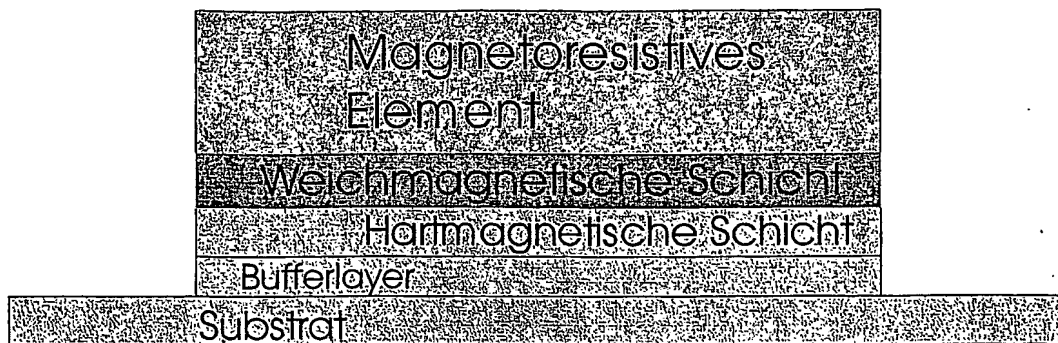 Magnetoresistives
Element
Weichmagnetische Schicht
Hartmagnetische Schicht
Bufferlayer
Substrat